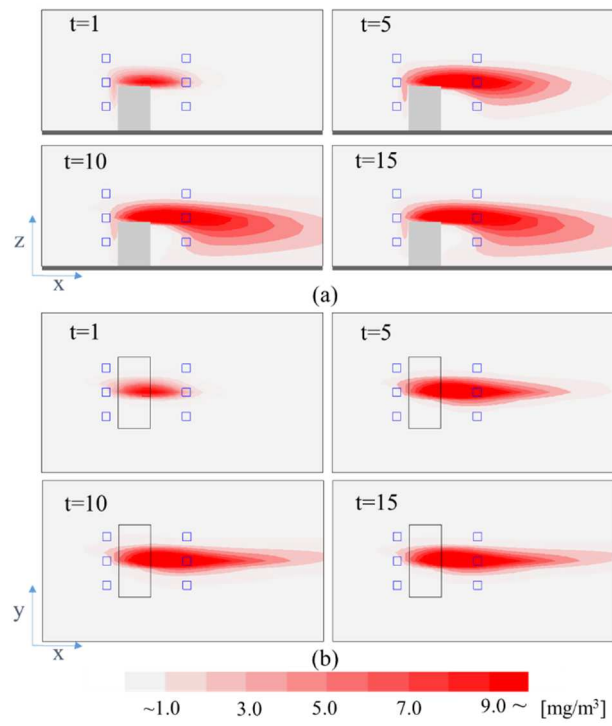 t=1
t=5
t=10
t=15
z
x
(a)
t=1
t=5
t=10
t=15
y
x
(b)
~1.0 3.0 5.0 7.0 9.0 ~ [mg/m³]